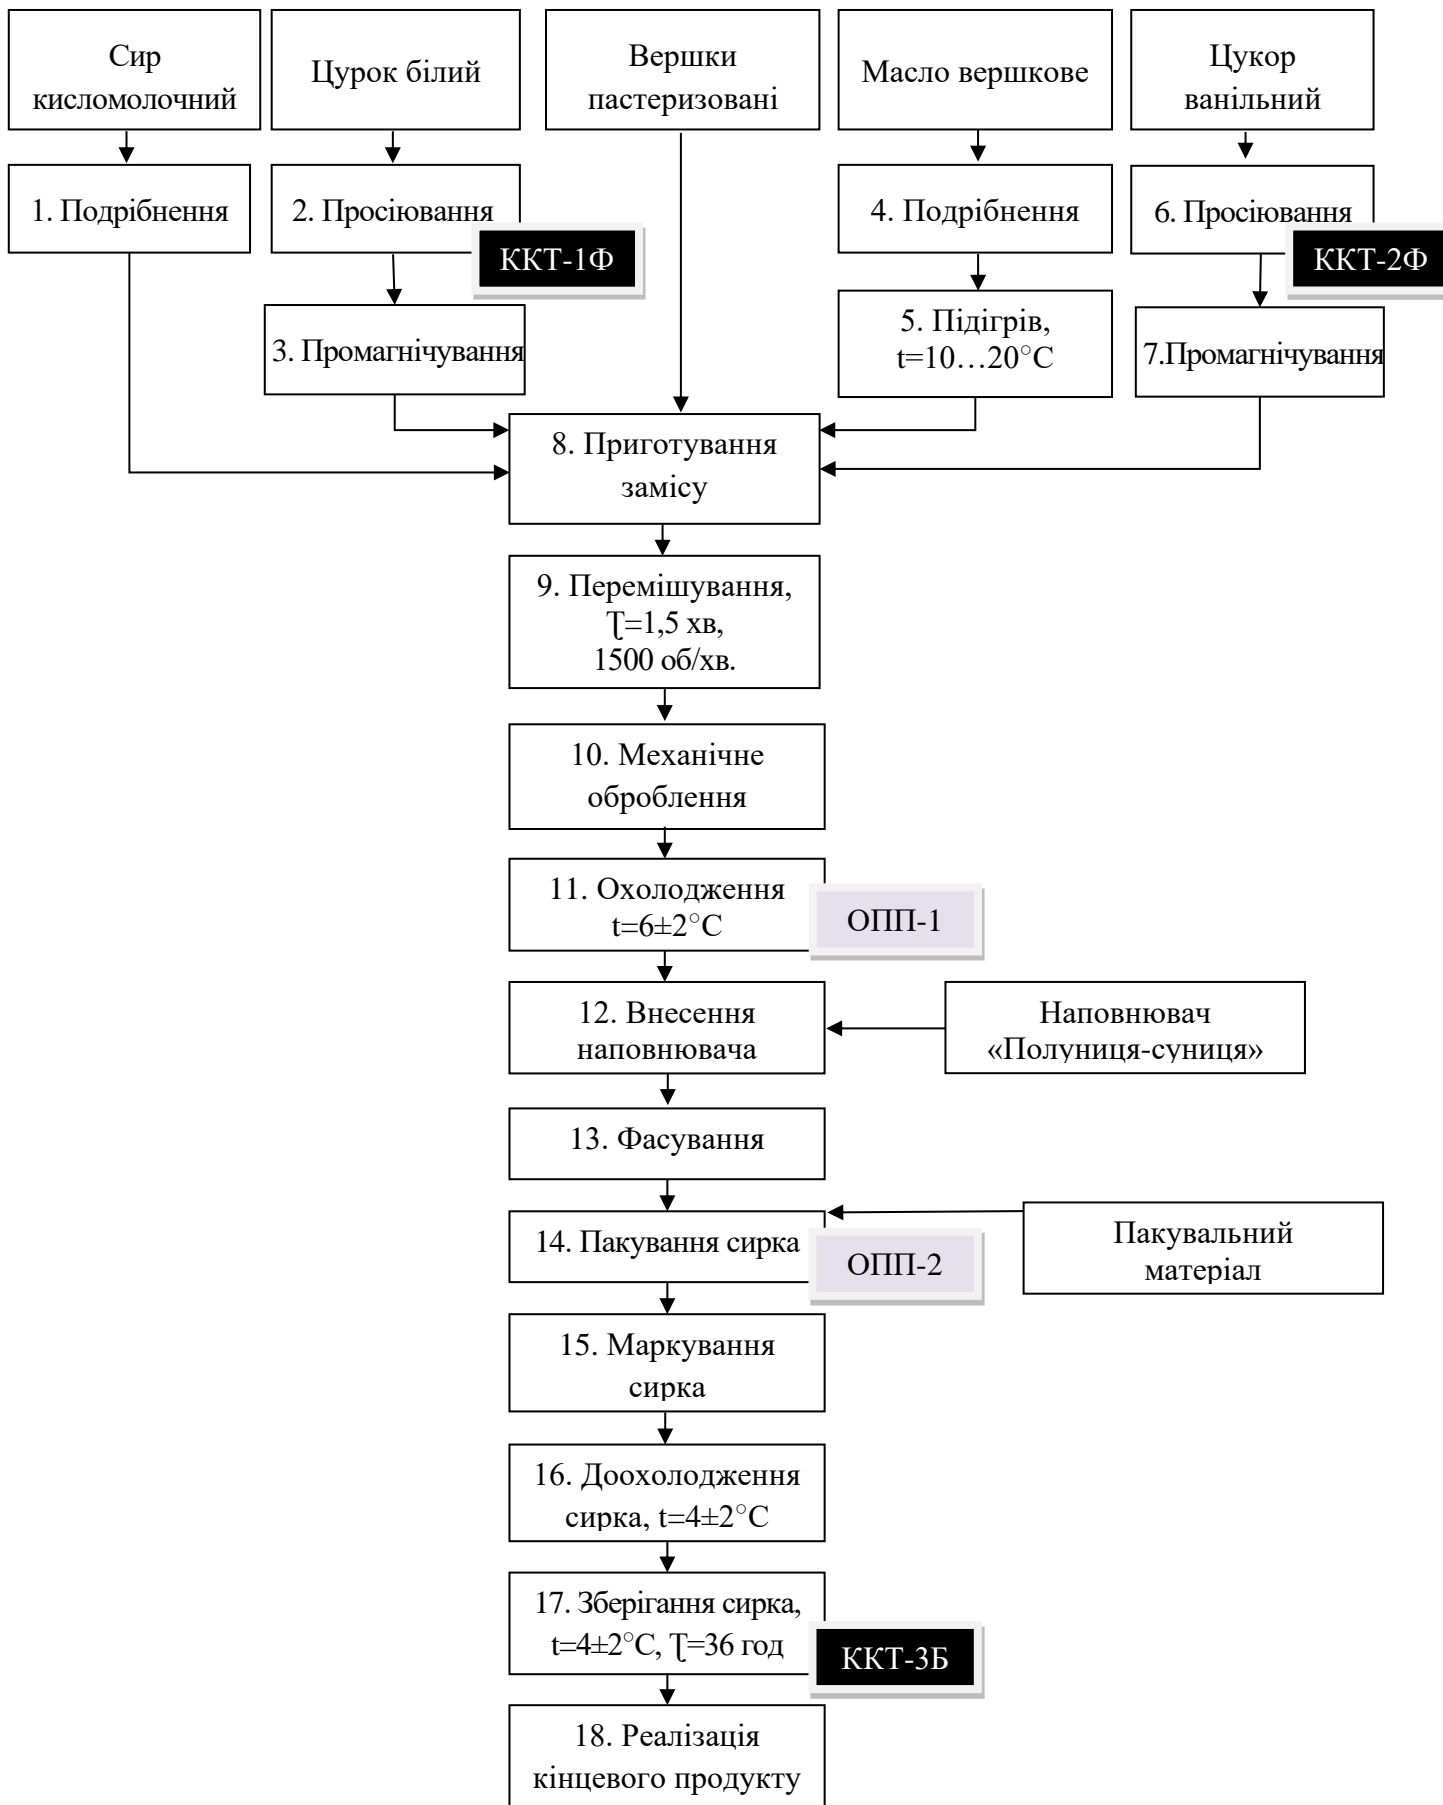 Сир
кисломолочний
Цурок білий
Вершки
пастеризовані
Масло вершкове
Цукор
ванільний
1. Подрібнення
2. Просіювання
ККТ-1Ф
4. Подрібнення
6. Просіювання
ККТ-2Ф
3. Промагнічування
5. Підігрів,
t=10…20°С
7.Промагнічування
8. Приготування
замісу
9. Перемішування,
Ʈ=1,5 хв,
1500 об/хв.
10. Механічне
оброблення
11. Охолодження
t=6±2°С
ОПП-1
12. Внесення
наповнювача
Наповнювач
«Полуниця-суниця»
13. Фасування
14. Пакування сирка
ОПП-2
Пакувальний
матеріал
15. Маркування
сирка
16. Доохолодження
сирка, t=4±2°С
17. Зберігання сирка,
t=4±2°С, Ʈ=36 год
ККТ-3Б
18. Реалізація
кінцевого продукту